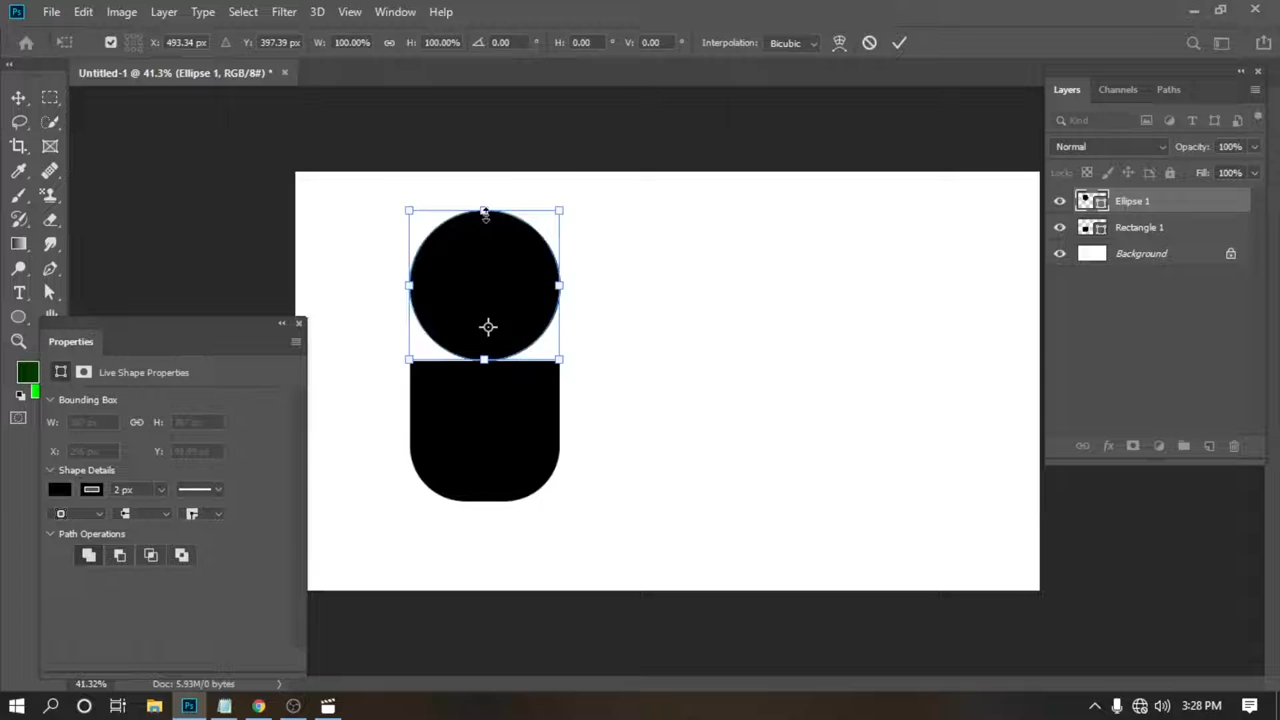 Ps File Edit Image Layer Type Select Filter 3D View Window Help
X: 493.34 px Y: 397.39 px W: 100.00% H: 100.00% 0.00 ° H: 0.00 ° V: 0.00 ° Interpolation: Bicubic
Untitled-1 @ 41.3% (Ellipse 1, RGB/8#) *
Layers Channels Paths
Kind
Normal Opacity: 100%
Lock: Fill: 100%
Ellipse 1
Rectangle 1
Background
Properties
Live Shape Properties
Bounding Box
W: H:
X: Y:
Shape Details
2 px
Path Operations
41.32% Doc: 5.93M/0 bytes
Ps 3:28 PM